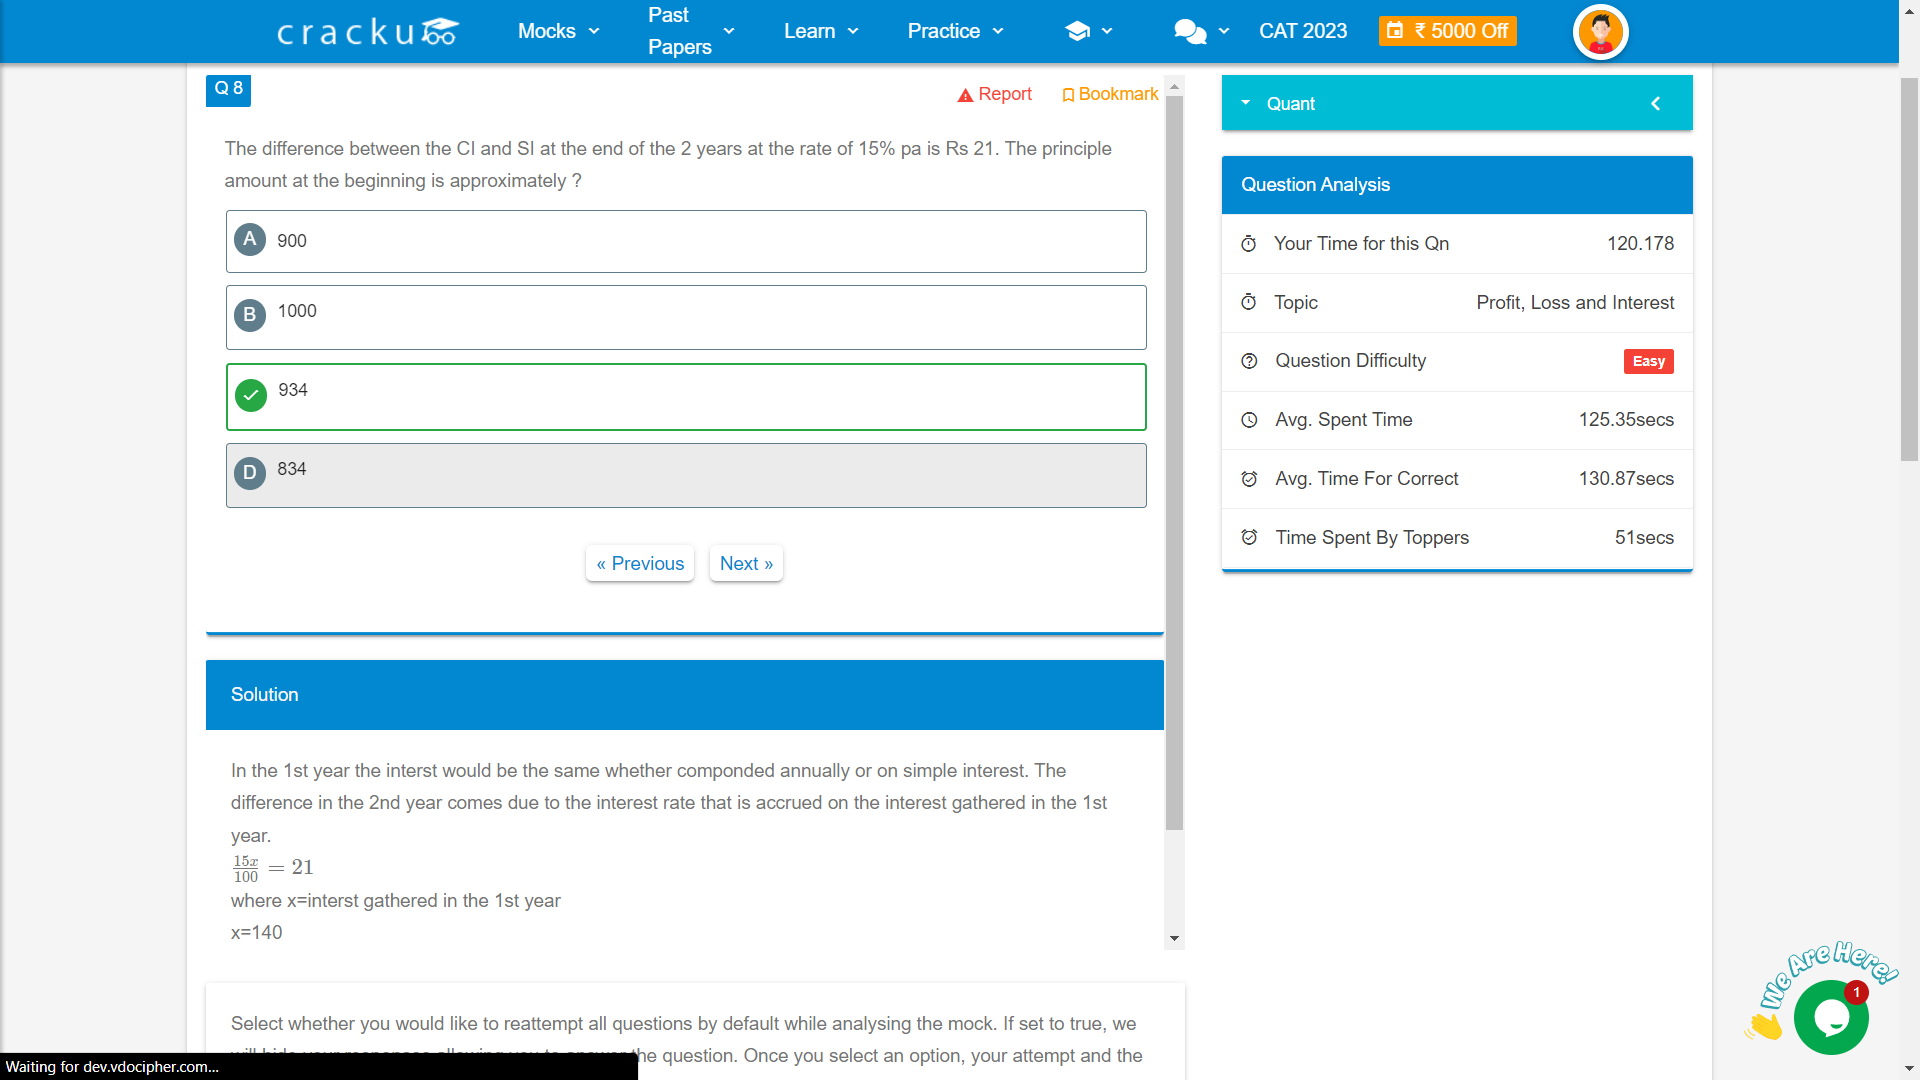 cracku
Mocks
Past Papers
Learn
Practice
CAT 2023
₹ 5000 Off
Q 8
Report
Bookmark
The difference between the CI and SI at the end of the 2 years at the rate of 15% pa is Rs 21. The principle
amount at the beginning is approximately ?
A 900
B 1000
934
D 834
« Previous
Next »
Solution
In the 1st year the interst would be the same whether componded annually or on simple interest. The
difference in the 2nd year comes due to the interest rate that is accrued on the interest gathered in the 1st
year.
15x/100 = 21
where x=interst gathered in the 1st year
x=140
Select whether you would like to reattempt all questions by default while analysing the mock. If set to true, we
the question. Once you select an option, your attempt and the
Quant
Question Analysis
Your Time for this Qn 120.178
Topic Profit, Loss and Interest
Question Difficulty Easy
Avg. Spent Time 125.35secs
Avg. Time For Correct 130.87secs
Time Spent By Toppers 51secs
We Are Here!
1
Waiting for dev.vdocipher.com...